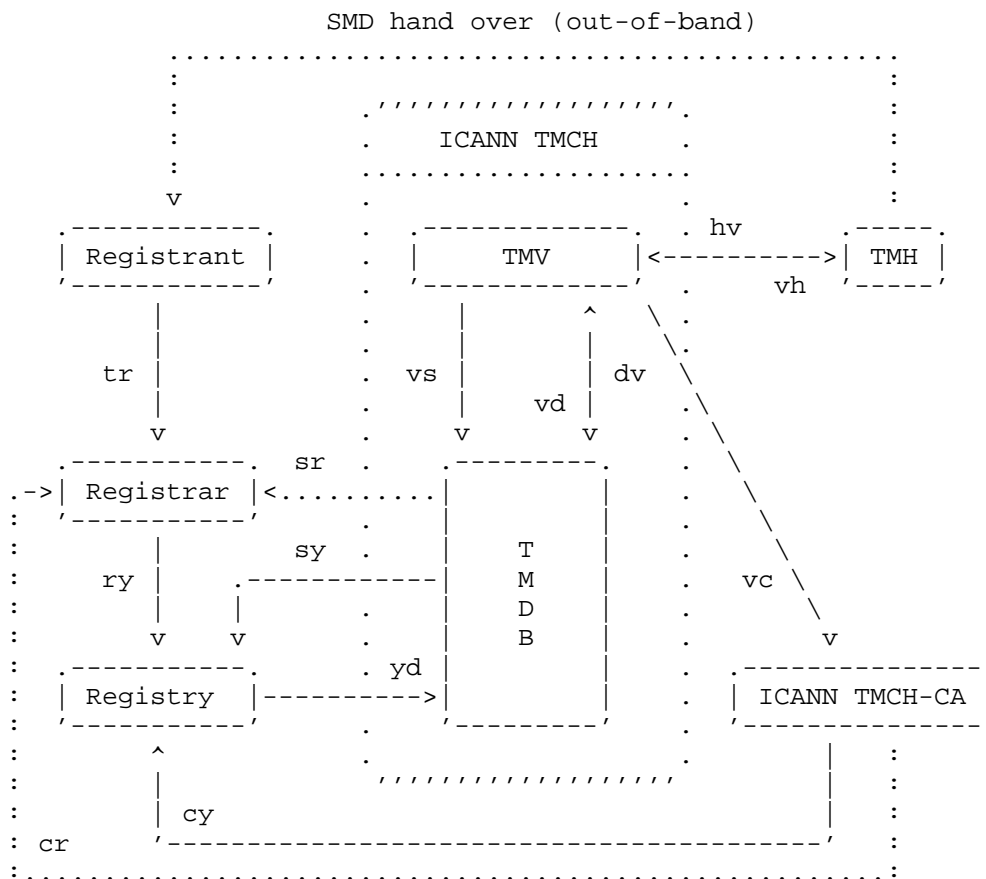 SMD hand over (out-of-band)
ICANN TMCH
hv
Registrant TMV TMH
vh
tr vs dv
vd
sr
Registrar
sy T
ry M vc
D
B
yd
Registry ICANN TMCH-CA
cy
cr